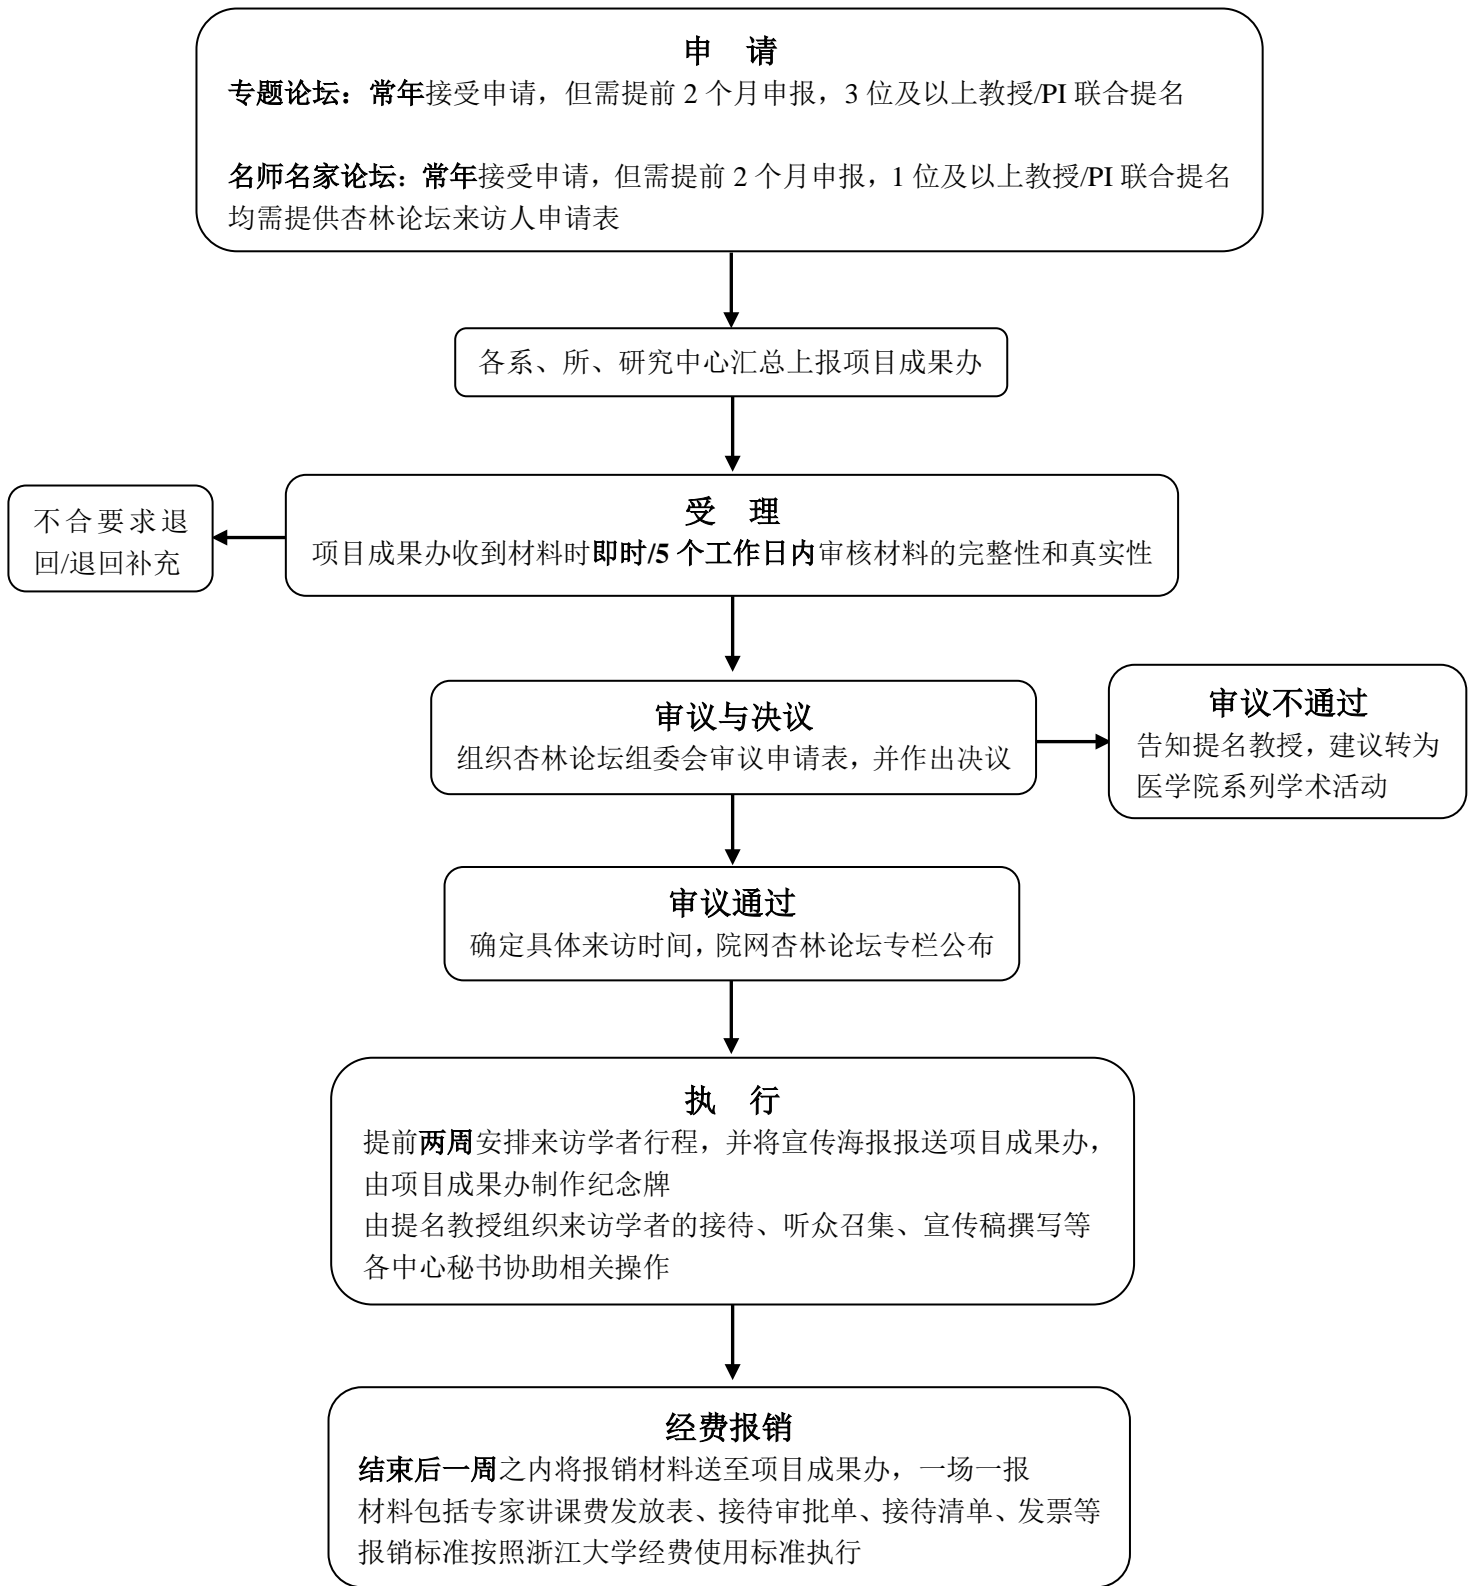 申 请
专题论坛：常年接受申请，但需提前 2 个月申报，3 位及以上教授/PI 联合提名
名师名家论坛：常年接受申请，但需提前 2 个月申报，1 位及以上教授/PI 联合提名
均需提供杏林论坛来访人申请表
各系、所、研究中心汇总上报项目成果办
受 理
项目成果办收到材料时即时/5 个工作日内审核材料的完整性和真实性
不合要求退
回/退回补充
审议与决议
组织杏林论坛组委会审议申请表，并作出决议
审议不通过
告知提名教授，建议转为
医学院系列学术活动
审议通过
确定具体来访时间，院网杏林论坛专栏公布
执 行
提前两周安排来访学者行程，并将宣传海报报送项目成果办，
由项目成果办制作纪念牌
由提名教授组织来访学者的接待、听众召集、宣传稿撰写等
各中心秘书协助相关操作
经费报销
结束后一周之内将报销材料送至项目成果办，一场一报
材料包括专家讲课费发放表、接待审批单、接待清单、发票等
报销标准按照浙江大学经费使用标准执行